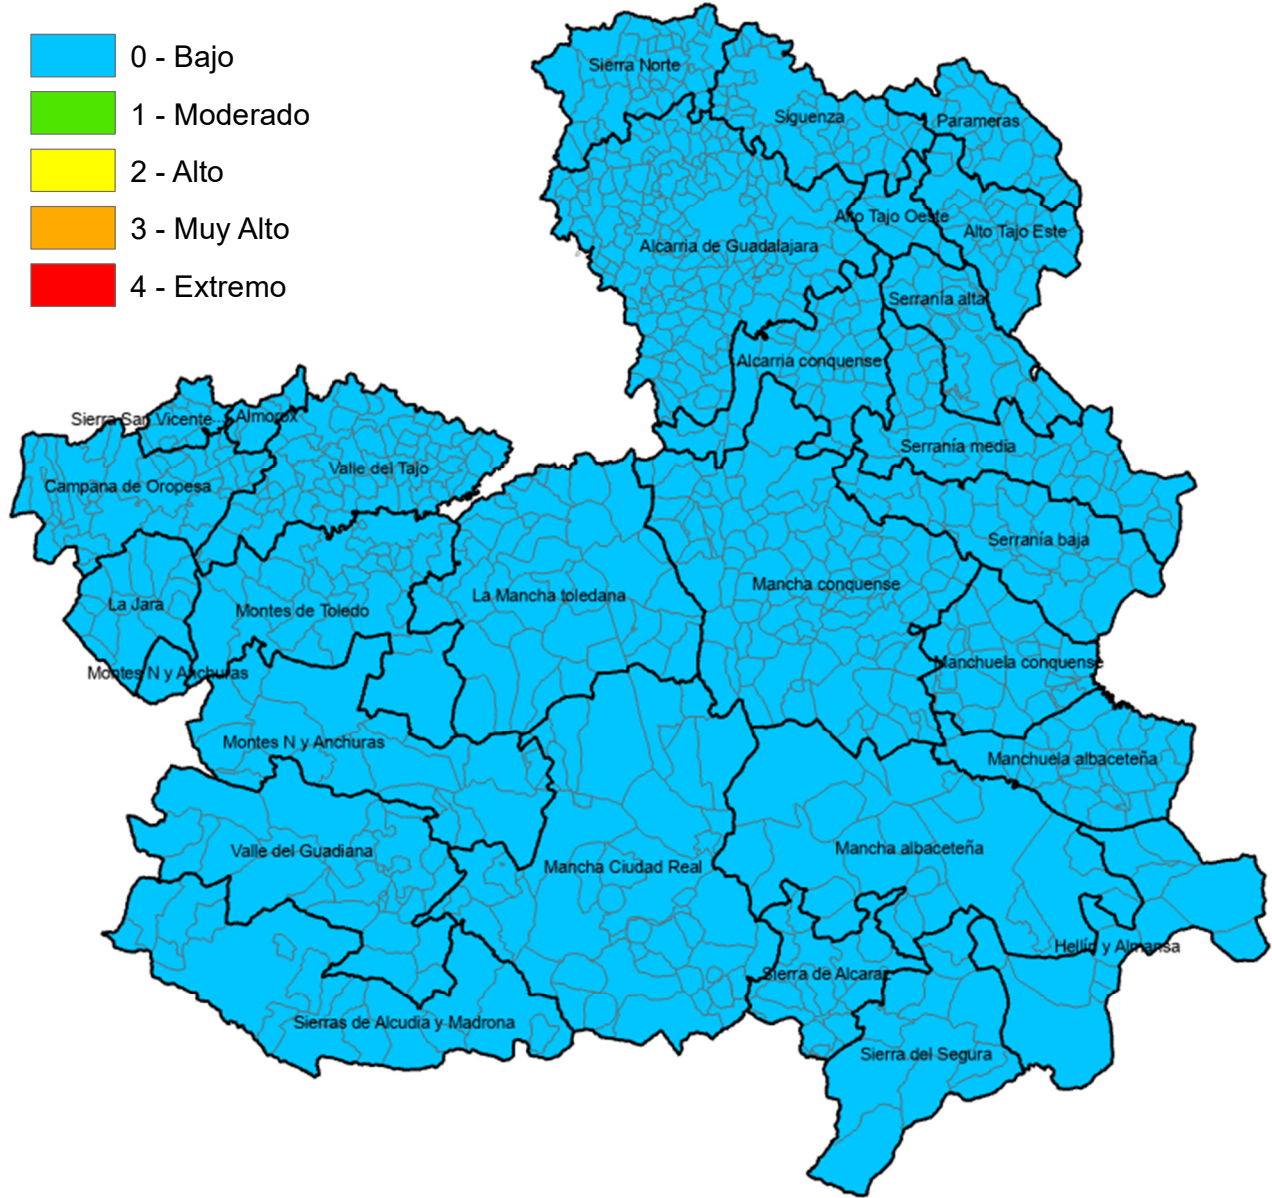 0 - Bajo
1 - Moderado
2 - Alto
3 - Muy Alto
4 - Extremo
Sierra Norte
Siguenza
Parameras
Alto Tajo Oeste
Alto Tajo Este
Alcarria de Guadalajara
Serranía alta
Alcarria conquense
Sierra San Vicente...
Almorox
Serranía media
Valle del Tajo
Campana de Oropesa
Serranía baja
Mancha conquense
La Mancha toledana
La Jara
Montes de Toledo
Manchuela conquense
Montes N y Anchuras
Montes N y Anchuras
Manchuela albaceteña
Mancha albaceteña
Valle del Guadiana
Mancha Ciudad Real
Hellín y Almansa
Sierra de Alcaraz
Sierras de Alcudia y Madrona
Sierra del Segura